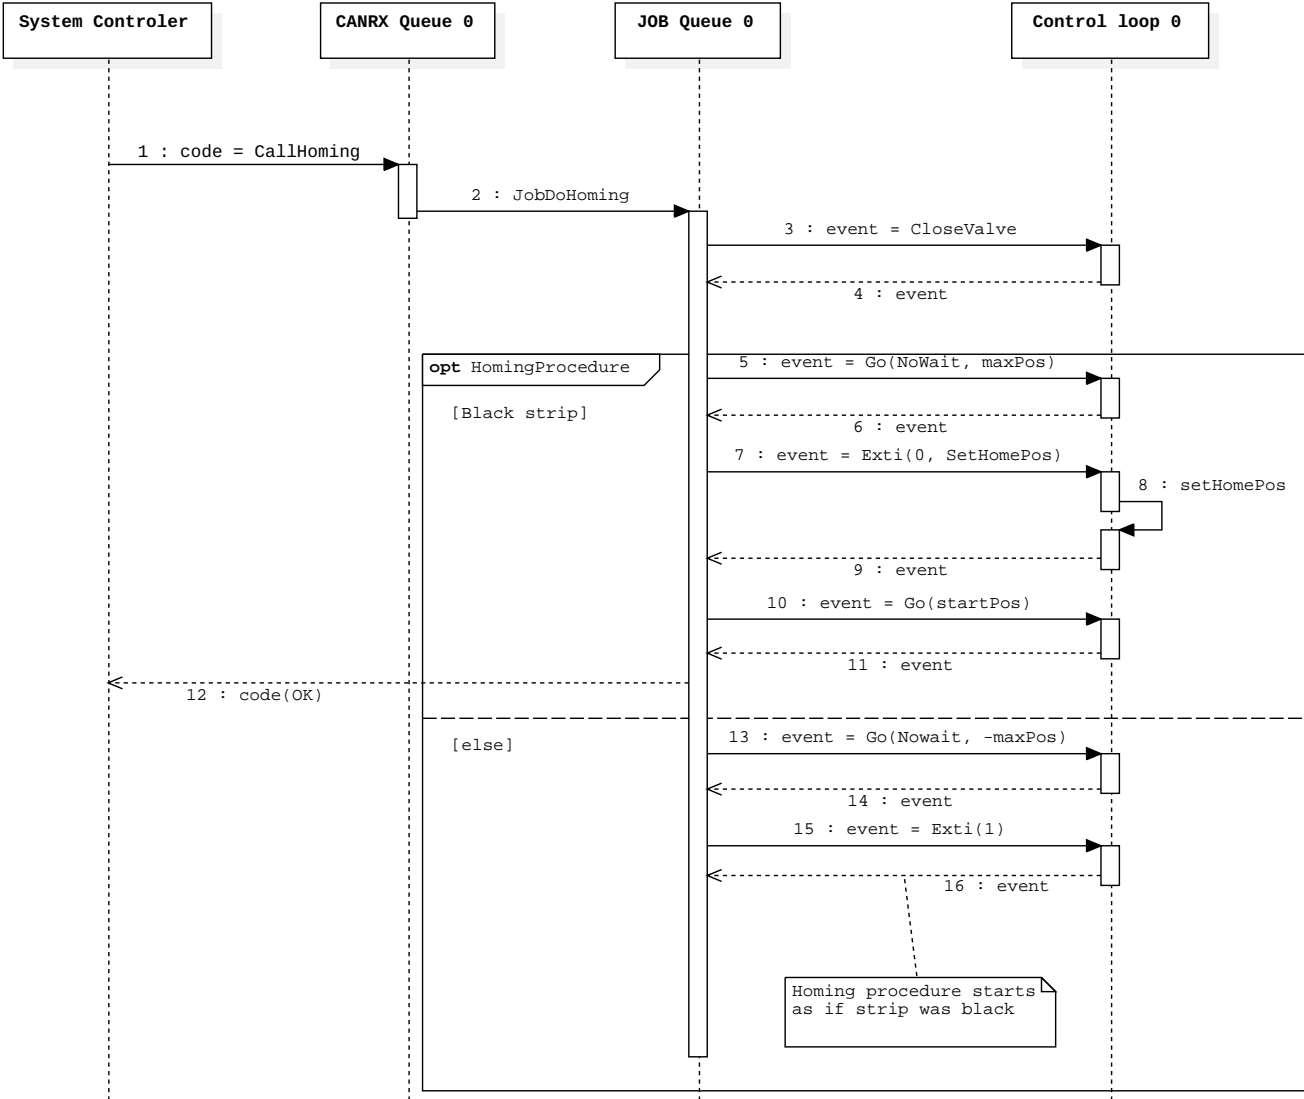 System Controler
CANRX Queue 0
JOB Queue 0
Control loop 0
1 : code = CallHoming
2 : JobDoHoming
3 : event = CloseValve
4 : event
opt HomingProcedure
5 : event = Go(NoWait, maxPos)
[Black strip]
6 : event
7 : event = Exti(0, SetHomePos)
8 : setHomePos
9 : event
10 : event = Go(startPos)
11 : event
12 : code(OK)
[else]
13 : event = Go(Nowait, -maxPos)
14 : event
15 : event = Exti(1)
16 : event
Homing procedure starts
as if strip was black